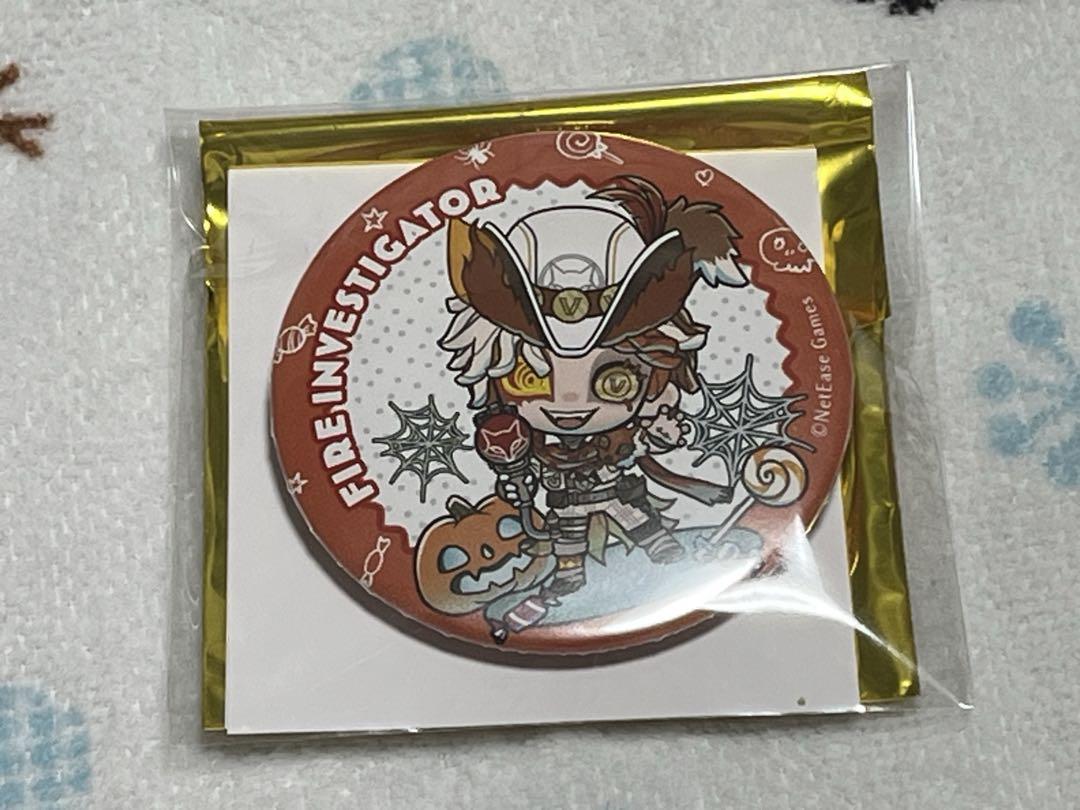 FIRE INVESTIGATOR
©NetEase Games
V